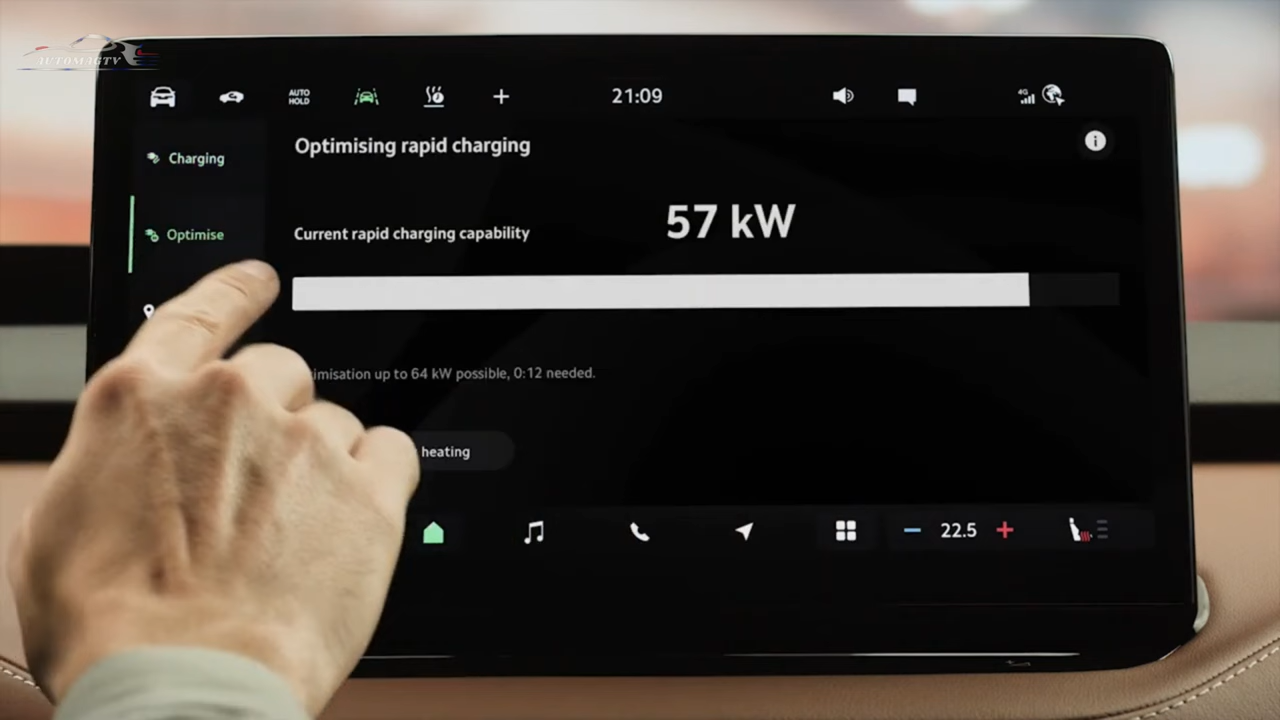 AUTOMAGTV
AUTO HOLD
21:09
4G
Charging
Optimising rapid charging
Optimise
Current rapid charging capability
57 kW
up to 64 kW possible, 0:12 needed.
heating
22.5